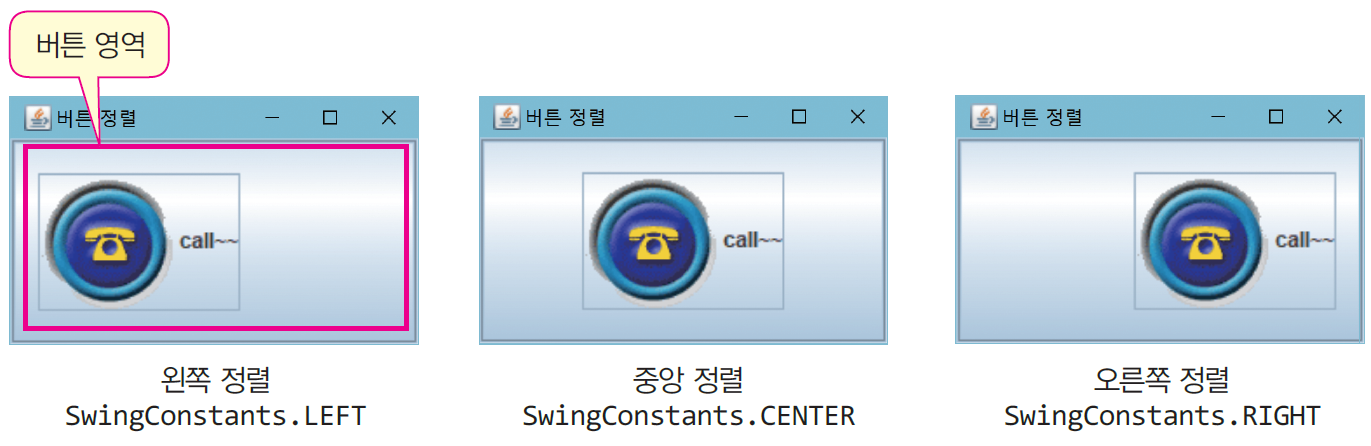 버튼 영역
버튼 정렬
call~~
왼쪽 정렬
SwingConstants.LEFT
버튼 정렬
call~~
중앙 정렬
SwingConstants.CENTER
버튼 정렬
call~~
오른쪽 정렬
SwingConstants.RIGHT